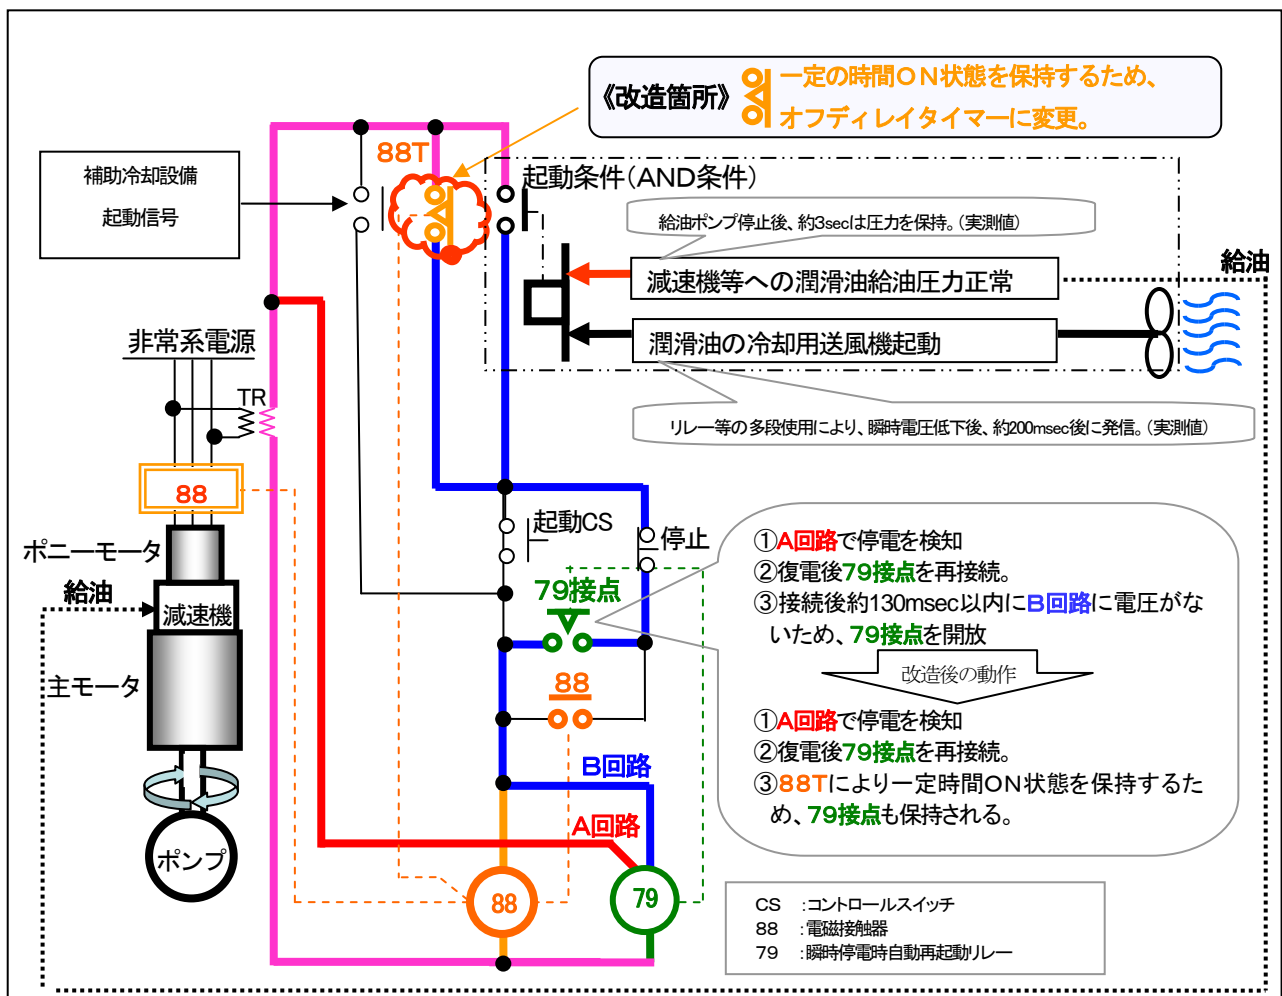 《改造箇所》
一定の時間ON状態を保持するため、
オフディレイタイマーに変更。
88T
補助冷却設備
起動信号
起動条件(AND条件)
給油ポンプ停止後、約3secは圧力を保持。(実測値)
給油
減速機等への潤滑油給油圧力正常
非常系電源
潤滑油の冷却用送風機起動
TR
リレー等の多段使用により、瞬時電圧低下後、約200msec後に発信。(実測値)
88
起動CS
停止
ポニーモータ
給油
減速機
79接点
主モータ
88
①A回路で停電を検知
②復電後79接点を再接続。
③接続後約130msec以内にB回路に電圧がな
いため、79接点を開放
改造後の動作
①A回路で停電を検知
②復電後79接点を再接続。
③88Tにより一定時間ON状態を保持するた
め、79接点も保持される。
B回路
A回路
ポンプ
88
79
CS :コントロールスイッチ
88 :電磁接触器
79 :瞬時停電時自動再起動リレー